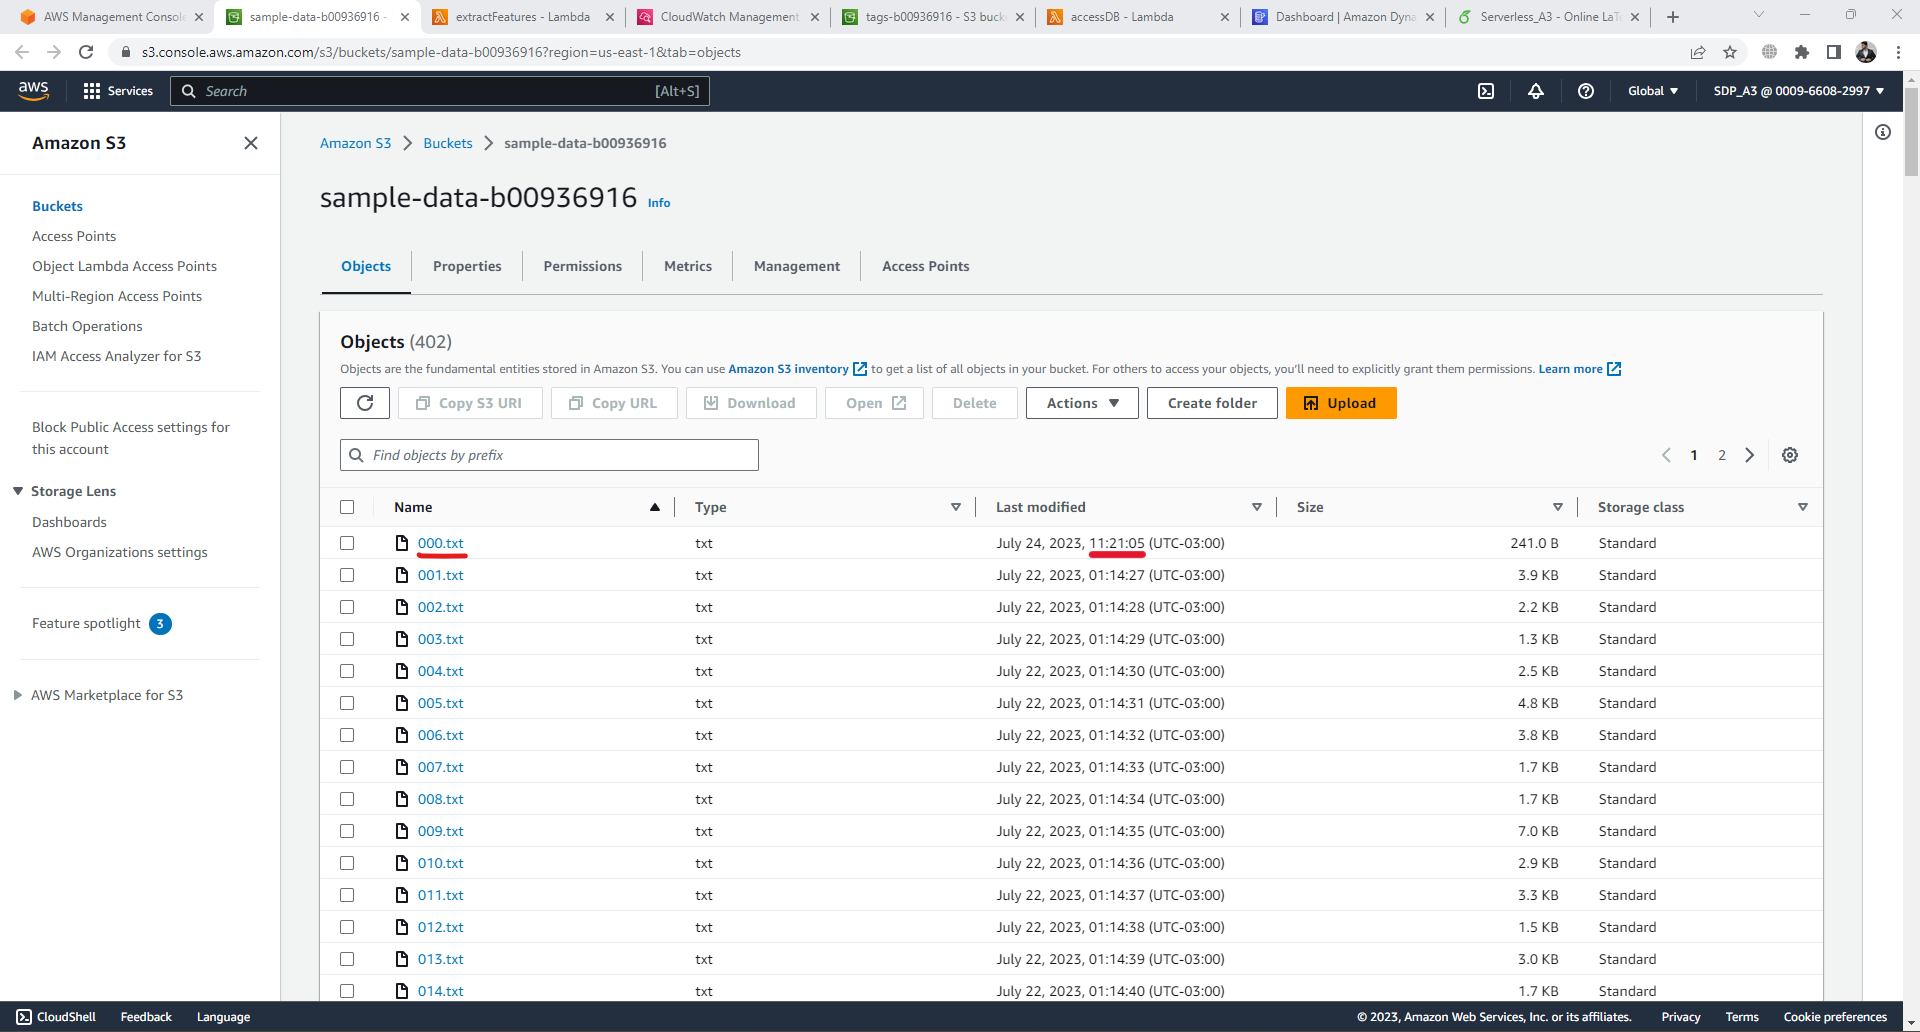 AWS Management Console
sample-data-b00936916 -
extractFeatures - Lambda
CloudWatch Management
tags-b00936916 - S3 buck
accessDB - Lambda
Dashboard | Amazon Dyna
Serverless_A3 - Online LaTe
s3.console.aws.amazon.com/s3/buckets/sample-data-b00936916?region=us-east-1&tab=objects
aws
Services
Search
[Alt+S]
Global
SDP_A3 @ 0009-6608-2997
Amazon S3
Buckets
Access Points
Object Lambda Access Points
Multi-Region Access Points
Batch Operations
IAM Access Analyzer for S3
Block Public Access settings for
this account
Storage Lens
Dashboards
AWS Organizations settings
Feature spotlight 3
AWS Marketplace for S3
Amazon S3 > Buckets > sample-data-b00936916
sample-data-b00936916 Info
Objects Properties Permissions Metrics Management Access Points
Objects (402)
Objects are the fundamental entities stored in Amazon S3. You can use Amazon S3 inventory to get a list of all objects in your bucket. For others to access your objects, you'll need to explicitly grant them permissions. Learn more
Copy S3 URI Copy URL Download Open Delete Actions Create folder Upload
Find objects by prefix
1 2
Name Type Last modified Size Storage class
000.txt txt July 24, 2023, 11:21:05 (UTC-03:00) 241.0 B Standard
001.txt txt July 22, 2023, 01:14:27 (UTC-03:00) 3.9 KB Standard
002.txt txt July 22, 2023, 01:14:28 (UTC-03:00) 2.2 KB Standard
003.txt txt July 22, 2023, 01:14:29 (UTC-03:00) 1.3 KB Standard
004.txt txt July 22, 2023, 01:14:30 (UTC-03:00) 2.5 KB Standard
005.txt txt July 22, 2023, 01:14:31 (UTC-03:00) 4.8 KB Standard
006.txt txt July 22, 2023, 01:14:32 (UTC-03:00) 3.8 KB Standard
007.txt txt July 22, 2023, 01:14:33 (UTC-03:00) 1.7 KB Standard
008.txt txt July 22, 2023, 01:14:34 (UTC-03:00) 1.7 KB Standard
009.txt txt July 22, 2023, 01:14:35 (UTC-03:00) 7.0 KB Standard
010.txt txt July 22, 2023, 01:14:36 (UTC-03:00) 2.9 KB Standard
011.txt txt July 22, 2023, 01:14:37 (UTC-03:00) 3.3 KB Standard
012.txt txt July 22, 2023, 01:14:38 (UTC-03:00) 1.5 KB Standard
013.txt txt July 22, 2023, 01:14:39 (UTC-03:00) 3.0 KB Standard
014.txt txt July 22, 2023, 01:14:40 (UTC-03:00) 1.7 KB Standard
CloudShell Feedback Language
© 2023, Amazon Web Services, Inc. or its affiliates. Privacy Terms Cookie preferences